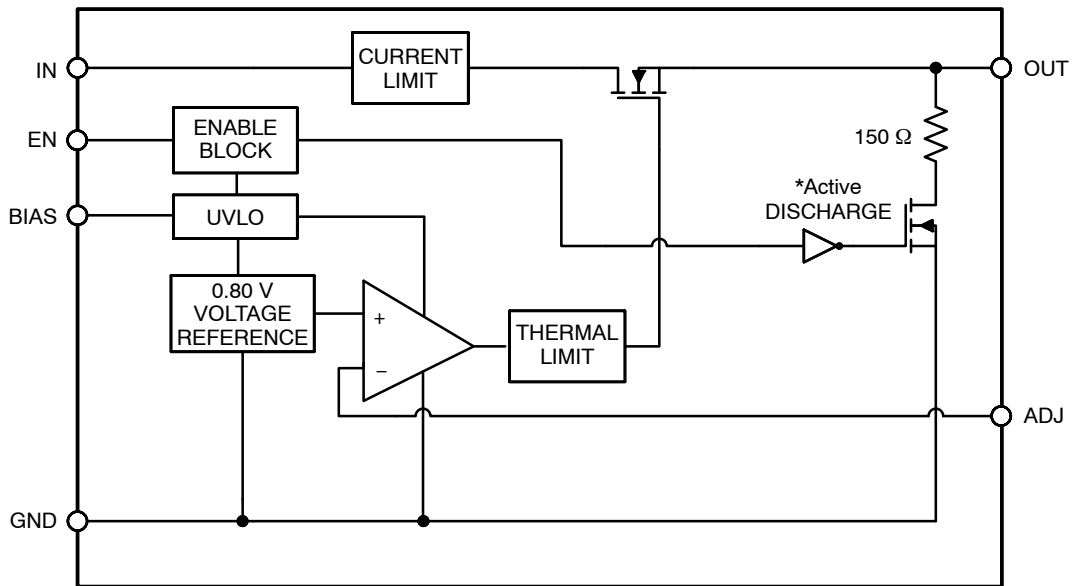 CURRENT
LIMIT
IN
OUT
ENABLE
BLOCK
EN
150 Ω
*Active
DISCHARGE
BIAS
UVLO
0.80 V
VOLTAGE
REFERENCE
+
−
THERMAL
LIMIT
ADJ
GND